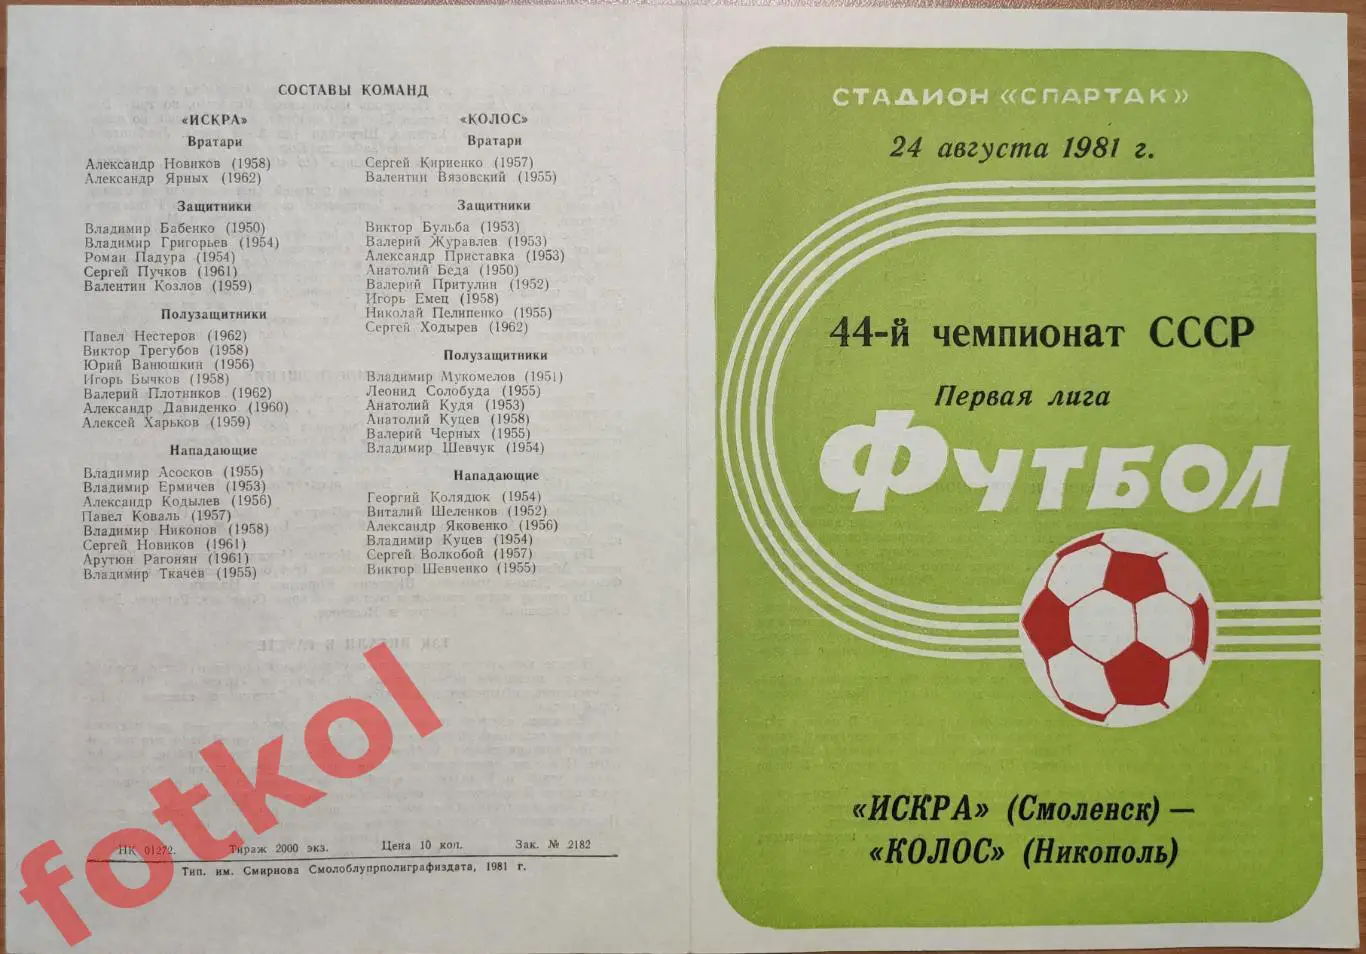 СОСТАВЫ КОМАНД
«ИСКРА»
Вратари
Александр Новиков (1958)
Александр Ярных (1962)
Защитники
Владимир Бабенко (1950)
Владимир Григорьев (1954)
Роман Падура (1954)
Сергей Пучков (1961)
Валентин Козлов (1959)
Полузащитники
Павел Нестеров (1962)
Виктор Трегубов (1958)
Юрий Ванюшкин (1956)
Игорь Бычков (1958)
Валерий Плотников (1962)
Александр Давиденко (1960)
Алексей Харьков (1959)
Нападающие
Владимир Асосков (1955)
Владимир Ермичев (1953)
Александр Кодылев (1956)
Павел Коваль (1957)
Владимир Никонов (1958)
Сергей Новиков (1961)
Арутюн Рагонян (1961)
Владимир Ткачев (1955)
«КОЛОС»
Вратари
Сергей Кириенко (1957)
Валентин Вязовский (1955)
Защитники
Виктор Бульба (1953)
Валерий Журавлев (1953)
Александр Приставка (1953)
Анатолий Беда (1950)
Валерий Притулин (1952)
Игорь Емец (1958)
Николай Пелипенко (1955)
Сергей Ходырев (1962)
Полузащитники
Владимир Мукомелов (1951)
Леонид Солобуда (1955)
Анатолий Кудя (1953)
Анатолий Куцев (1958)
Валерий Черных (1955)
Владимир Шевчук (1954)
Нападающие
Георгий Колядюк (1954)
Виталий Шеленков (1952)
Александр Яковенко (1956)
Владимир Куцев (1954)
Сергей Волкобой (1957)
Виктор Шевченко (1955)
НК 01272. Тираж 2000 экз. Цена 10 коп. Зак. № 2182
Тип. им. Смирнова Смолоблупрполиграфиздата, 1981 г.
fotkol
СТАДИОН «СПАРТАК»
24 августа 1981 г.
44-й чемпионат СССР
Первая лига
ФУТБОЛ
«ИСКРА» (Смоленск) —
«КОЛОС» (Никополь)